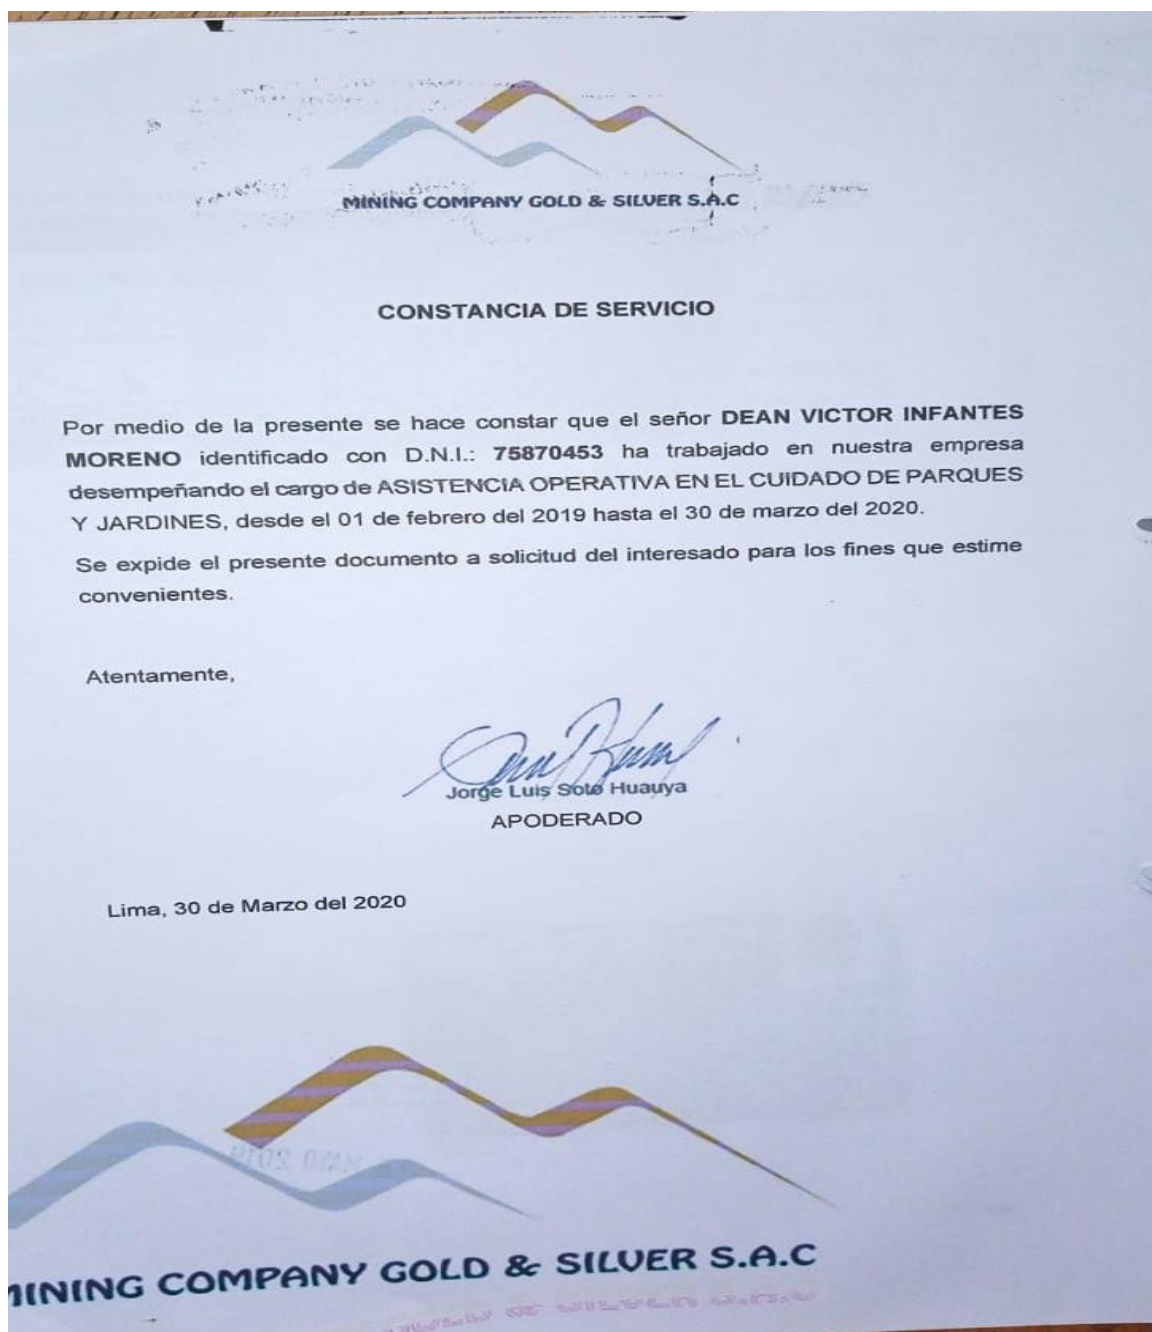 MINING COMPANY GOLD & SILVER S.A.C
CONSTANCIA DE SERVICIO
Por medio de la presente se hace constar que el señor DEAN VICTOR INFANTES
MORENO identificado con D.N.I.: 75870453 ha trabajado en nuestra empresa
desempeñando el cargo de ASISTENCIA OPERATIVA EN EL CUIDADO DE PARQUES
Y JARDINES, desde el 01 de febrero del 2019 hasta el 30 de marzo del 2020.
Se expide el presente documento a solicitud del interesado para los fines que estime
convenientes.
Atentamente,
Jorge Luis Soto Huauya
APODERADO
Lima, 30 de Marzo del 2020
MINING COMPANY GOLD & SILVER S.A.C